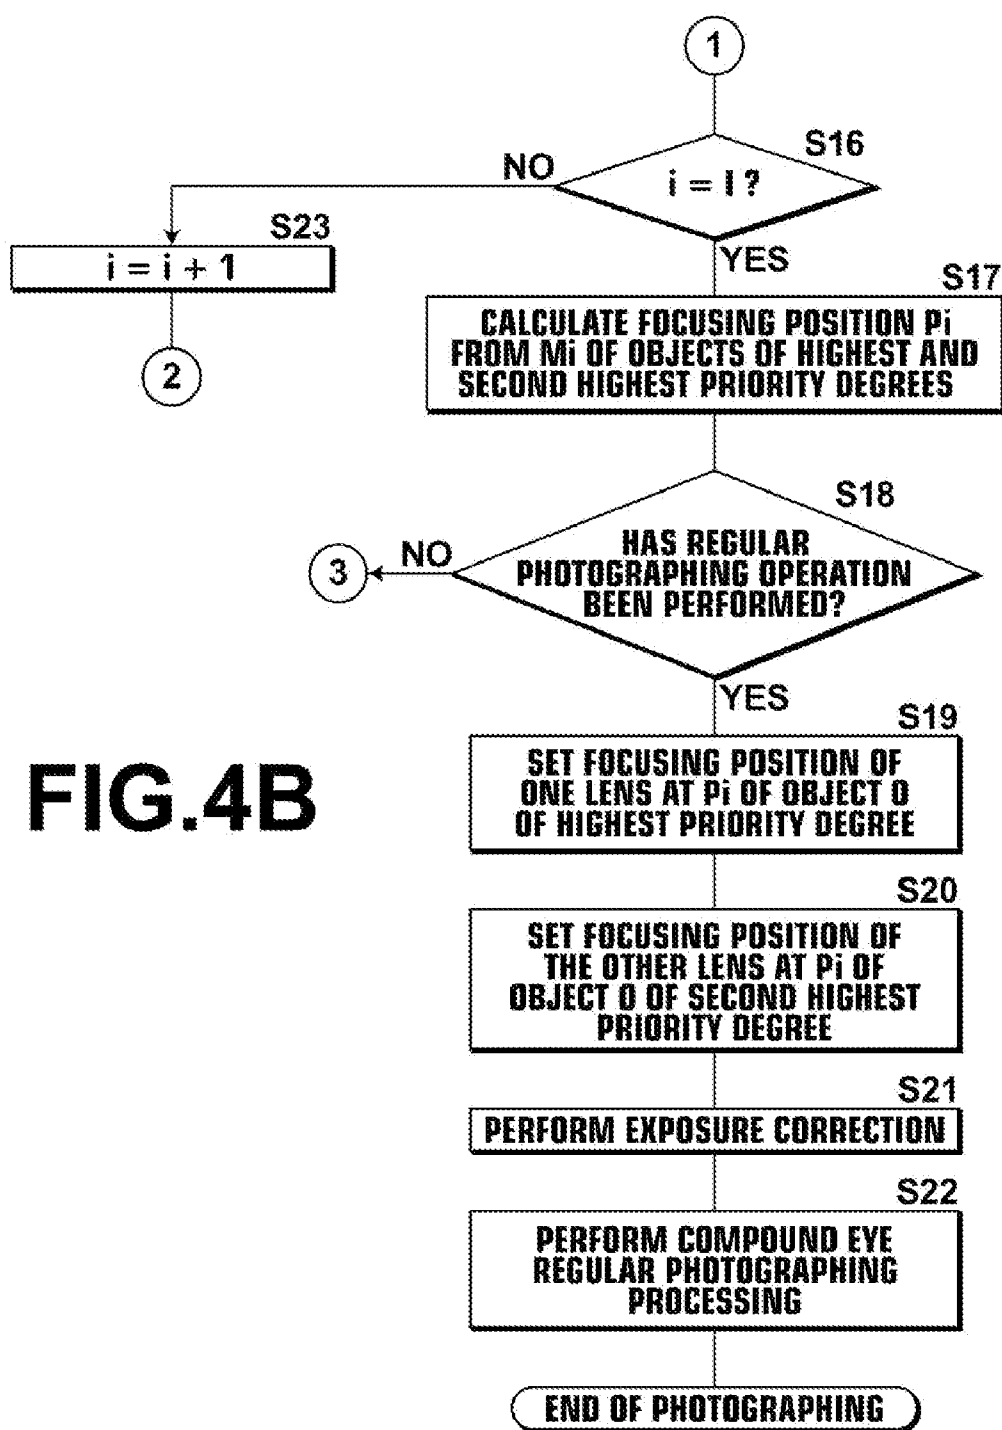 1
S16
NO
i = I ?
S23
YES
i = i + 1
S17
2
CALCULATE FOCUSING POSITION Pi
FROM Mi OF OBJECTS OF HIGHEST AND
SECOND HIGHEST PRIORITY DEGREES
S18
3
NO
HAS REGULAR
PHOTOGRAPHING OPERATION
BEEN PERFORMED?
YES
S19
FIG.4B
SET FOCUSING POSITION OF
ONE LENS AT Pi OF OBJECT O
OF HIGHEST PRIORITY DEGREE
S20
SET FOCUSING POSITION OF
THE OTHER LENS AT Pi OF
OBJECT O OF SECOND HIGHEST
PRIORITY DEGREE
S21
PERFORM EXPOSURE CORRECTION
S22
PERFORM COMPOUND EYE
REGULAR PHOTOGRAPHING
PROCESSING
END OF PHOTOGRAPHING